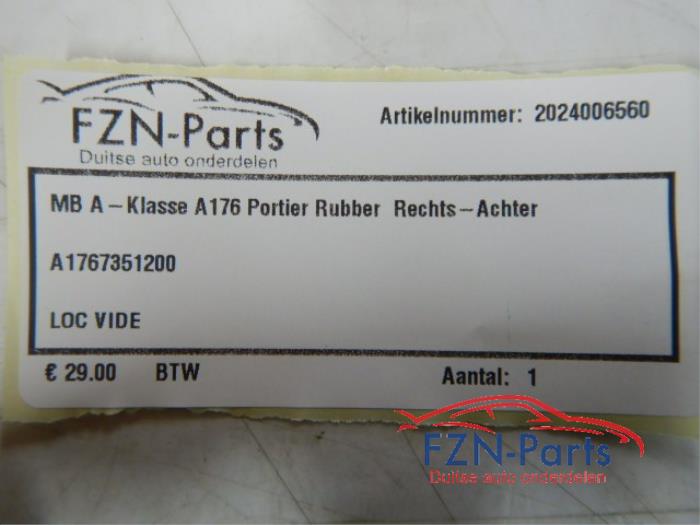 FZN-Parts
Duitse auto onderdelen
Artikelnummer: 2024006560
MB A-Klasse A176 Portier Rubber Rechts-Achter
A1767351200
LOC VIDE
€ 29.00 BTW Aantal: 1
FZN-Parts
Duitse auto onderdelen